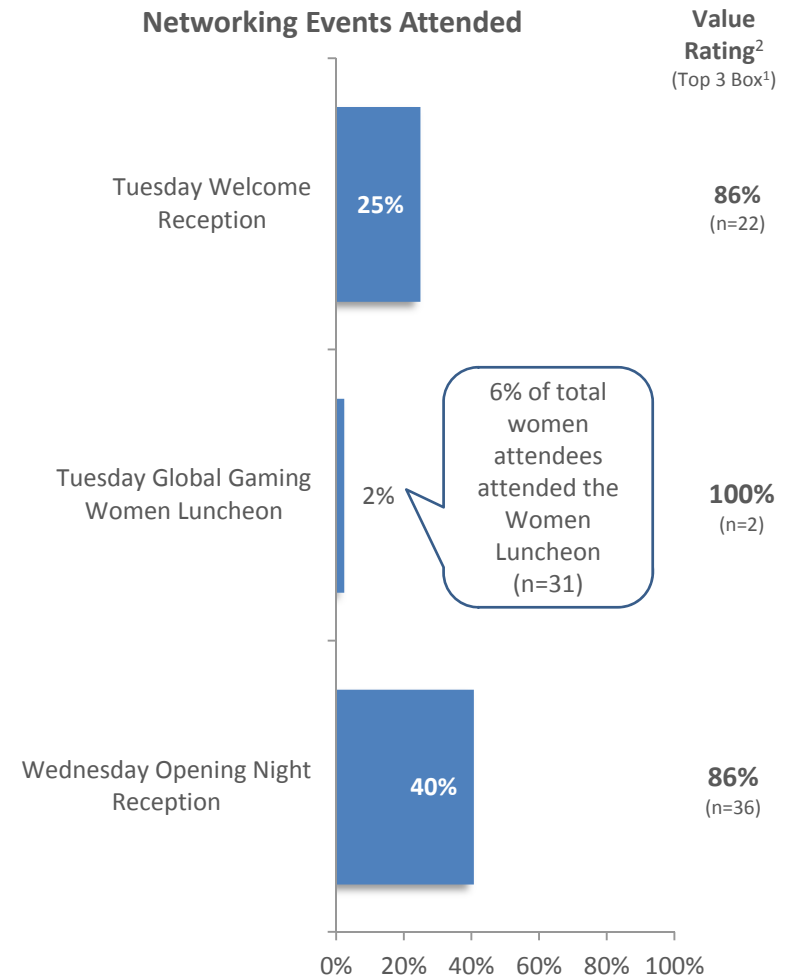 Networking Events Attended
Value
Rating²
(Top 3 Box¹)
Tuesday Welcome
Reception
25%
86%
(n=22)
Tuesday Global Gaming
Women Luncheon
2%
6% of total
women
attendees
attended the
Women
Luncheon
(n=31)
100%
(n=2)
Wednesday Opening Night
Reception
40%
86%
(n=36)
0% 20% 40% 60% 80% 100%